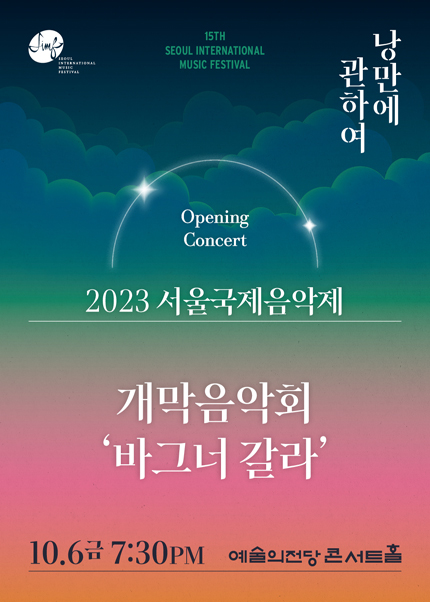 Simf
SEOUL
INTERNATIONAL
MUSIC
FESTIVAL
15TH
SEOUL INTERNATIONAL
MUSIC FESTIVAL
낭만에
관하여
Opening
Concert
2023 서울국제음악제
개막음악회
‘바그너 갈라’
10.6금 7:30PM
예술의전당 콘서트홀